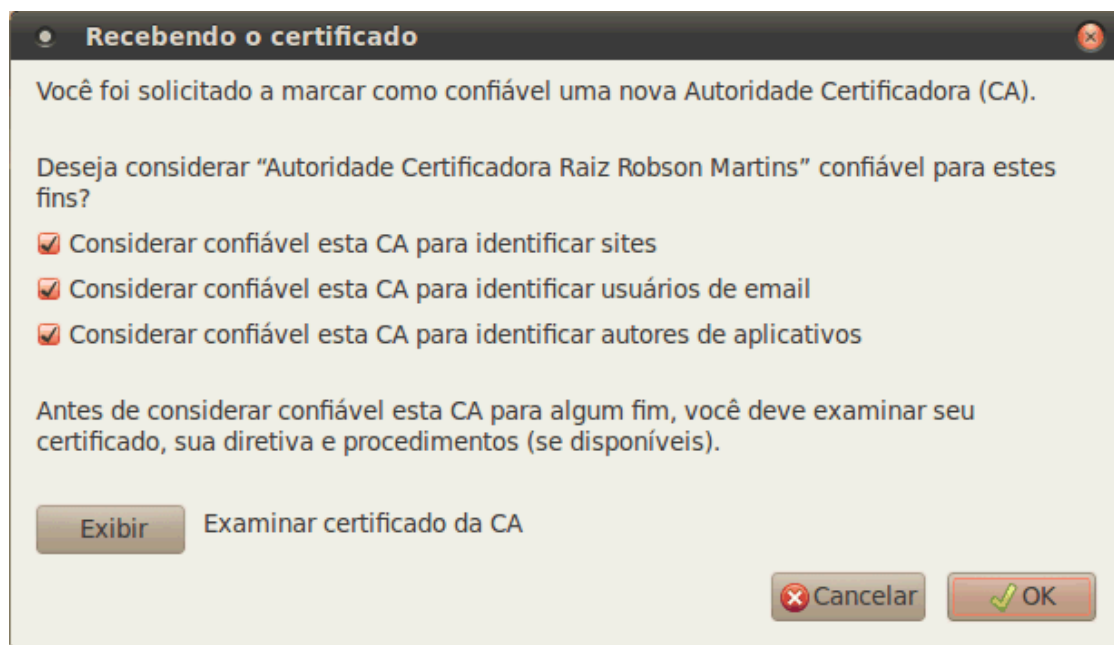 Recebendo o certificado
Você foi solicitado a marcar como confiável uma nova Autoridade Certificadora (CA).
Deseja considerar “Autoridade Certificadora Raiz Robson Martins” confiável para estes
fins?
Considerar confiável esta CA para identificar sites
Considerar confiável esta CA para identificar usuários de email
Considerar confiável esta CA para identificar autores de aplicativos
Antes de considerar confiável esta CA para algum fim, você deve examinar seu
certificado, sua diretiva e procedimentos (se disponíveis).
Exibir Examinar certificado da CA
Cancelar OK